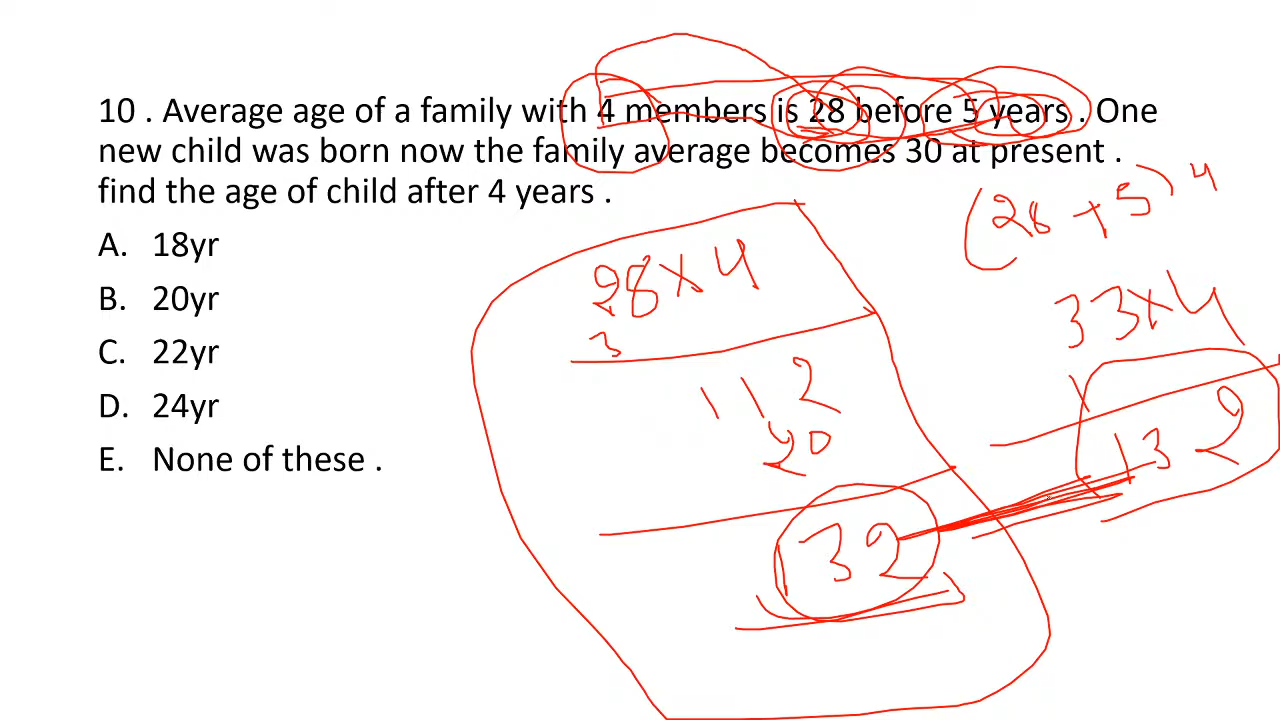 10 . Average age of a family with 4 members is 28 before 5 years . One
new child was born now the family average becomes 30 at present .
find the age of child after 4 years .
A. 18yr
B. 20yr
C. 22yr
D. 24yr
E. None of these .
28 x 4
3
112
20
132
(28 + 5) 4
33 x 4
132